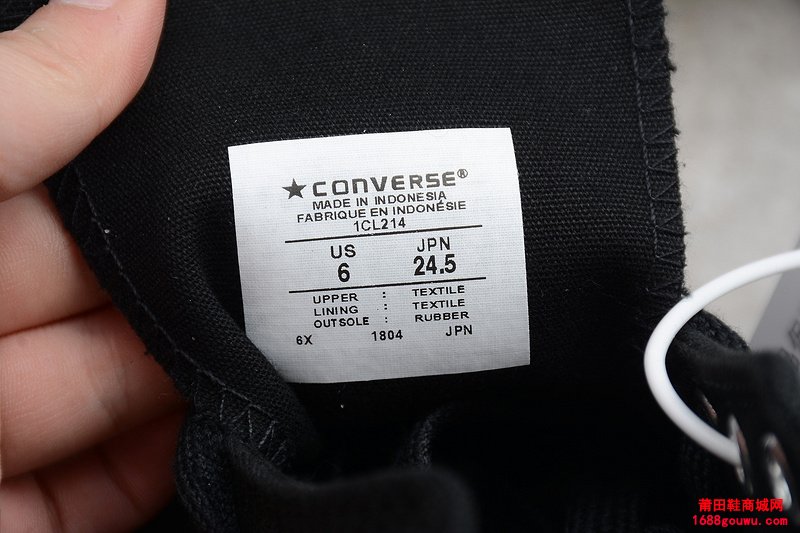 ★CONVERSE®
MADE IN INDONESIA
FABRIQUE EN INDONÉSIE
1CL214
US JPN
6 24.5
UPPER : TEXTILE
LINING : TEXTILE
OUTSOLE : RUBBER
6X 1804 JPN
莆田鞋商城网
1688gouwu.com